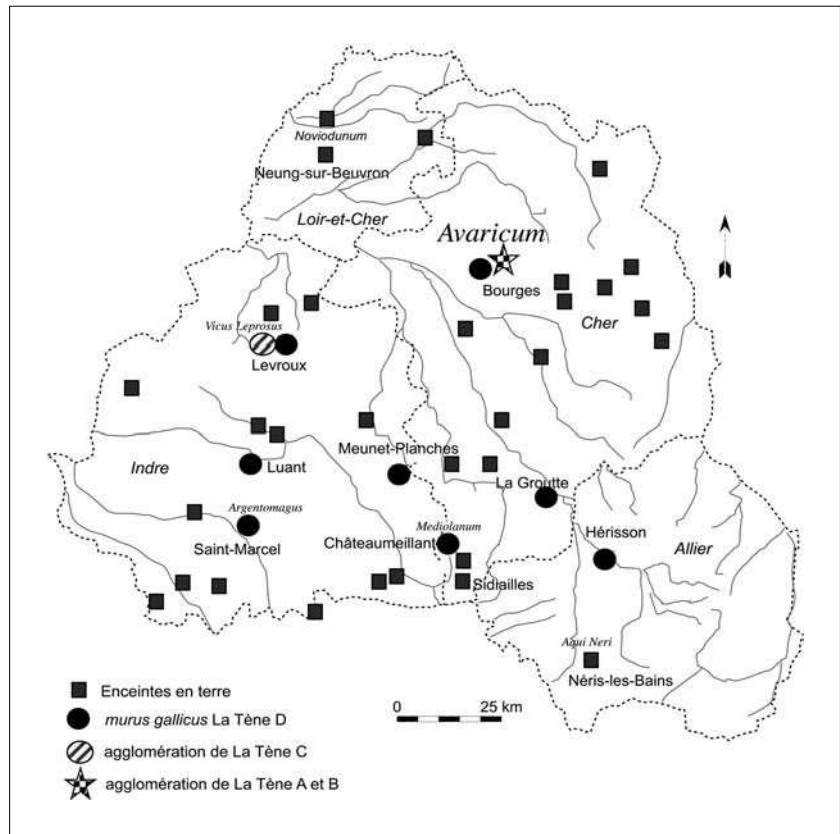 Noviodunum
Neung-sur-Beuvron
Loir-et-Cher
Avaricum
Bourges
Cher
Vicus Leprosus
Levroux
Meunet-Planches
Indre
Luant
La Groutte
Argentomagus
Mediolanum
Hérisson
Saint-Marcel
Châteaumeillant
Allier
Sidiailles
Aqui Neri
Néris-les-Bains
Enceintes en terre
0 25 km
murus gallicus La Tène D
agglomération de La Tène C
agglomération de La Tène A et B